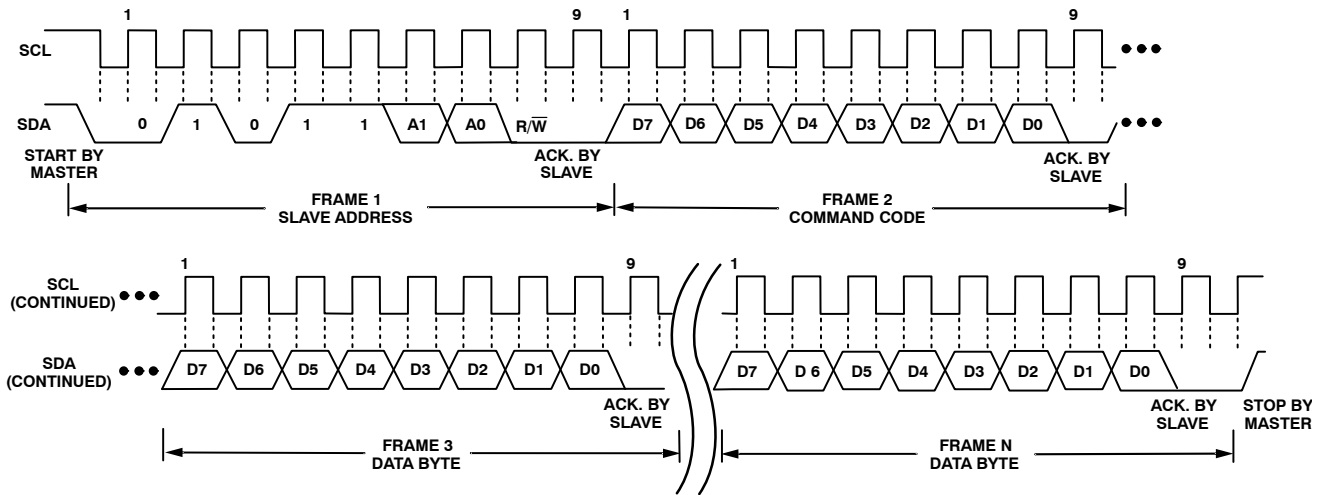 1 9 1 9
SCL
SDA 0 1 0 1 1 A1 A0 R/W̅ D7 D6 D5 D4 D3 D2 D1 D0
START BY
MASTER
ACK. BY
SLAVE
ACK. BY
SLAVE
FRAME 1
SLAVE ADDRESS
FRAME 2
COMMAND CODE
1 9 1 9
SCL
(CONTINUED)
SDA
(CONTINUED)
D7 D6 D5 D4 D3 D2 D1 D0 D7 D 6 D5 D4 D3 D2 D1 D0
ACK. BY
SLAVE
ACK. BY
SLAVE
STOP BY
MASTER
FRAME 3
DATA BYTE
FRAME N
DATA BYTE